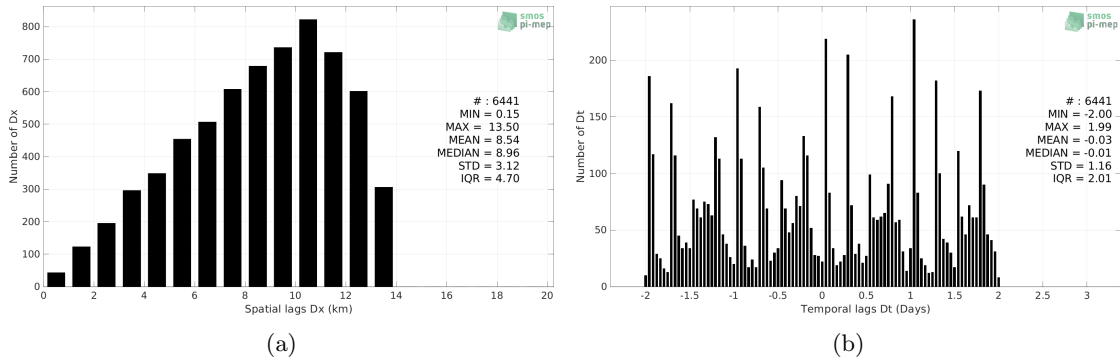 smos
pi-mep
800
700
600
500
400
300
200
100
0
Number of Dx
# : 6441
MIN = 0.15
MAX = 13.50
MEAN = 8.54
MEDIAN = 8.96
STD = 3.12
IQR = 4.70
0 2 4 6 8 10 12 14 16 18 20
Spatial lags Dx (km)
(a)
smos
pi-mep
200
150
100
50
0
Number of Dt
# : 6441
MIN = -2.00
MAX = 1.99
MEAN = -0.03
MEDIAN = -0.01
STD = 1.16
IQR = 2.01
-2 -1.5 -1 -0.5 0 0.5 1 1.5 2 2.5 3
Temporal lags Dt (Days)
(b)